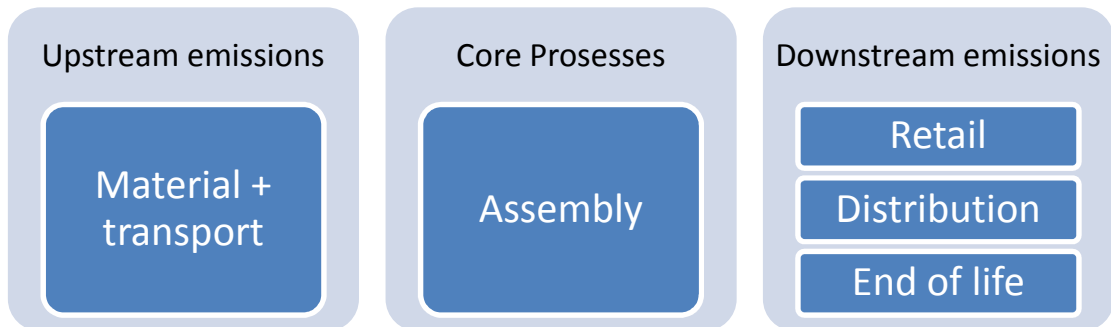 Upstream emissions
Material +
transport
Core Prosesses
Assembly
Downstream emissions
Retail
Distribution
End of life